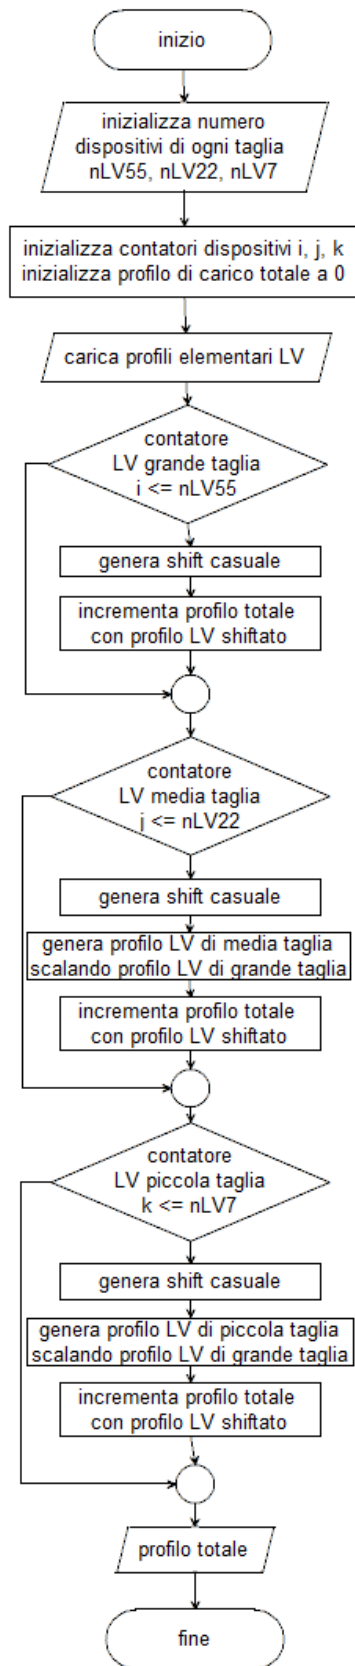 inizio
inizializza numero
dispositivi di ogni taglia
nLV55, nLV22, nLV7
inizializza contatori dispositivi i, j, k
inizializza profilo di carico totale a 0
carica profili elementari LV
contatore
LV grande taglia
i <= nLV55
genera shift casuale
incrementa profilo totale
con profilo LV shiftato
contatore
LV media taglia
j <= nLV22
genera shift casuale
genera profilo LV di media taglia
scalando profilo LV di grande taglia
incrementa profilo totale
con profilo LV shiftato
contatore
LV piccola taglia
k <= nLV7
genera shift casuale
genera profilo LV di piccola taglia
scalando profilo LV di grande taglia
incrementa profilo totale
con profilo LV shiftato
profilo totale
fine